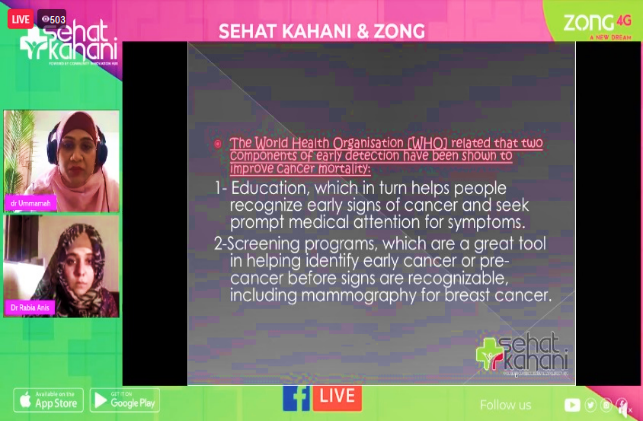 LIVE 503
SEHAT KAHANI & ZONG
ZONG 4G
A NEW DREAM
sehat
kahani
The World Health Organisation [WHO] related that two
components of early detection have been shown to
improve cancer mortality:
1- Education, which in turn helps people
recognize early signs of cancer and seek
prompt medical attention for symptoms.
2-Screening programs, which are a great tool
in helping identify early cancer or pre-
cancer before signs are recognizable,
including mammography for breast cancer.
dr Ummamah
Dr Rabia Anis
sehat
kahani
Available on the
App Store
GET IT ON
Google Play
f LIVE
Follow us